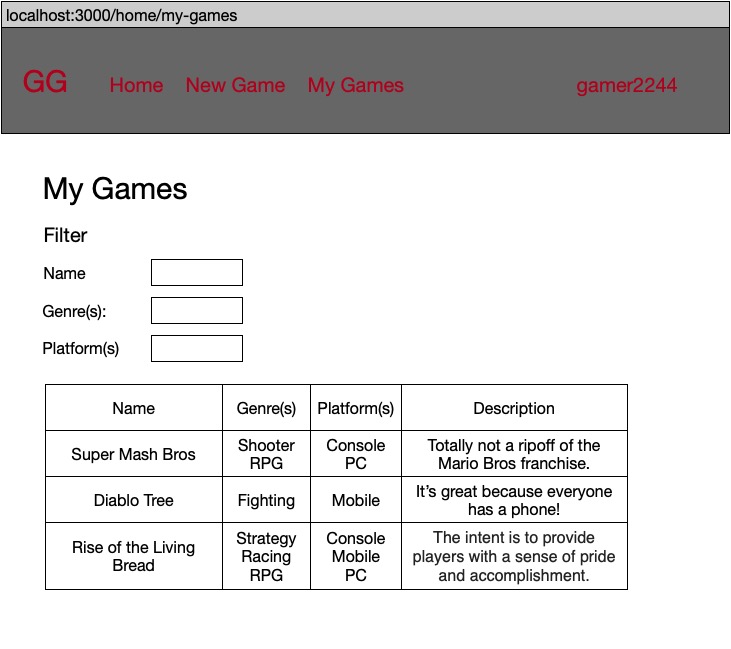 localhost:3000/home/my-games
GG Home New Game My Games gamer2244
My Games
Filter
Name
Genre(s):
Platform(s)
Name Genre(s) Platform(s) Description
Super Mash Bros
Shooter
RPG
Console
PC
Totally not a ripoff of the
Mario Bros franchise.
Diablo Tree
Fighting
Mobile
It’s great because everyone
has a phone!
Rise of the Living
Bread
Strategy
Racing
RPG
Console
Mobile
PC
The intent is to provide
players with a sense of pride
and accomplishment.